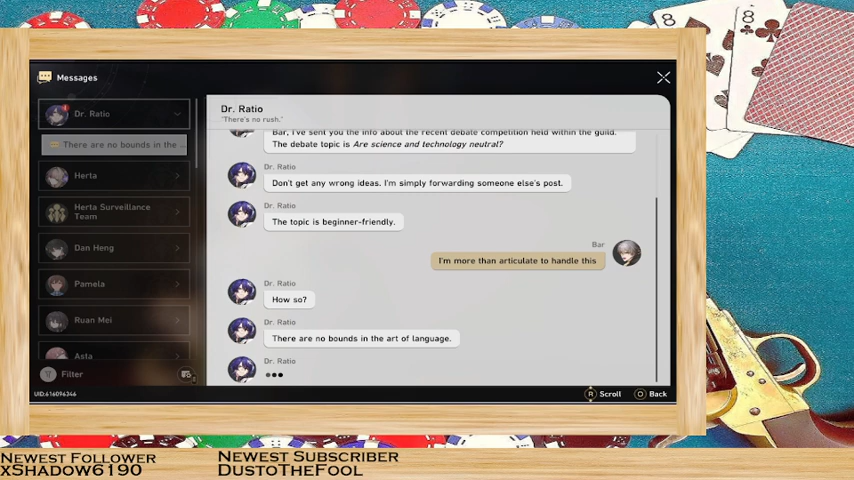 8
8
Messages
Dr. Ratio
There are no bounds in the ...
Herta
Herta Surveillance
Team
Dan Heng
Pamela
Ruan Mei
Asta
Filter
UID:616096346
Dr. Ratio
"There's no rush."
Bar, I've sent you the info about the recent debate competition held within the guild.
The debate topic is Are science and technology neutral?
Dr. Ratio
Don't get any wrong ideas. I'm simply forwarding someone else's post.
Dr. Ratio
The topic is beginner-friendly.
Bar
I'm more than articulate to handle this
Dr. Ratio
How so?
Dr. Ratio
There are no bounds in the art of language.
Dr. Ratio
R Scroll
O Back
Newest Follower
xShadow6190
Newest Subscriber
DustoTheFool